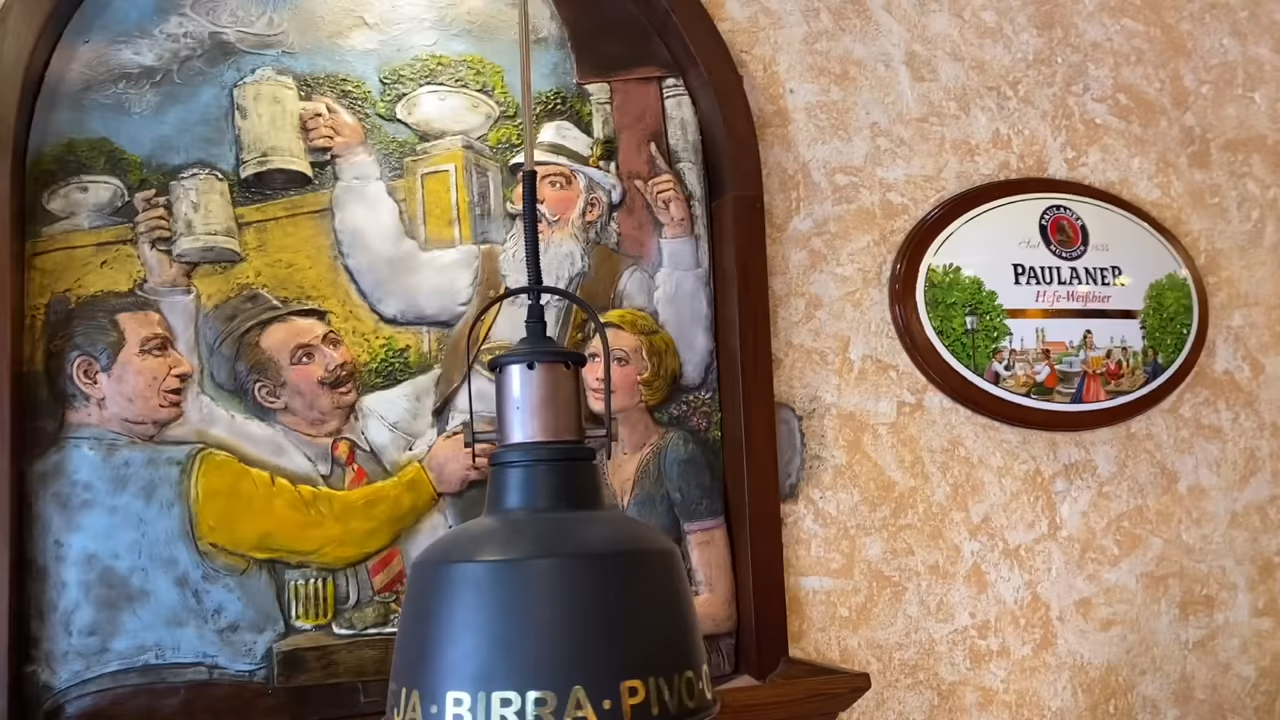 PAULANER
MÜNCHEN
Seit 1634
PAULANER
Hefe-Weißbier
JA·BIRRA·PIVO·